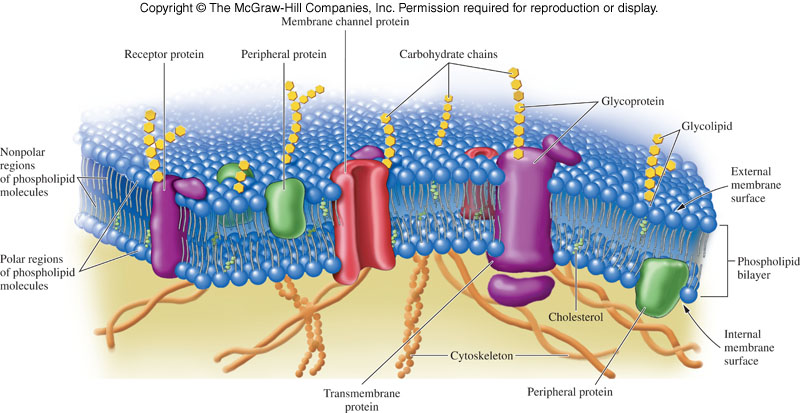 Copyright © The McGraw-Hill Companies, Inc. Permission required for reproduction or display.
Membrane channel protein
Receptor protein
Peripheral protein
Carbohydrate chains
Glycoprotein
Glycolipid
Nonpolar
regions
of phospholipid
molecules
External
membrane
surface
Polar regions
of phospholipid
molecules
Phospholipid
bilayer
Cholesterol
Internal
membrane
surface
Cytoskeleton
Transmembrane
protein
Peripheral protein